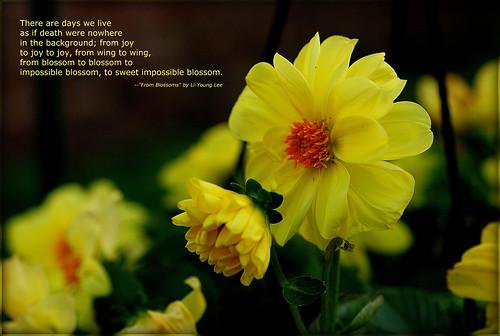 There are days we live
as if death were nowhere
in the background; from joy
to joy to joy, from wing to wing,
from blossom to blossom to
impossible blossom, to sweet impossible blossom.
--"From Blossoms" by Li-Young Lee